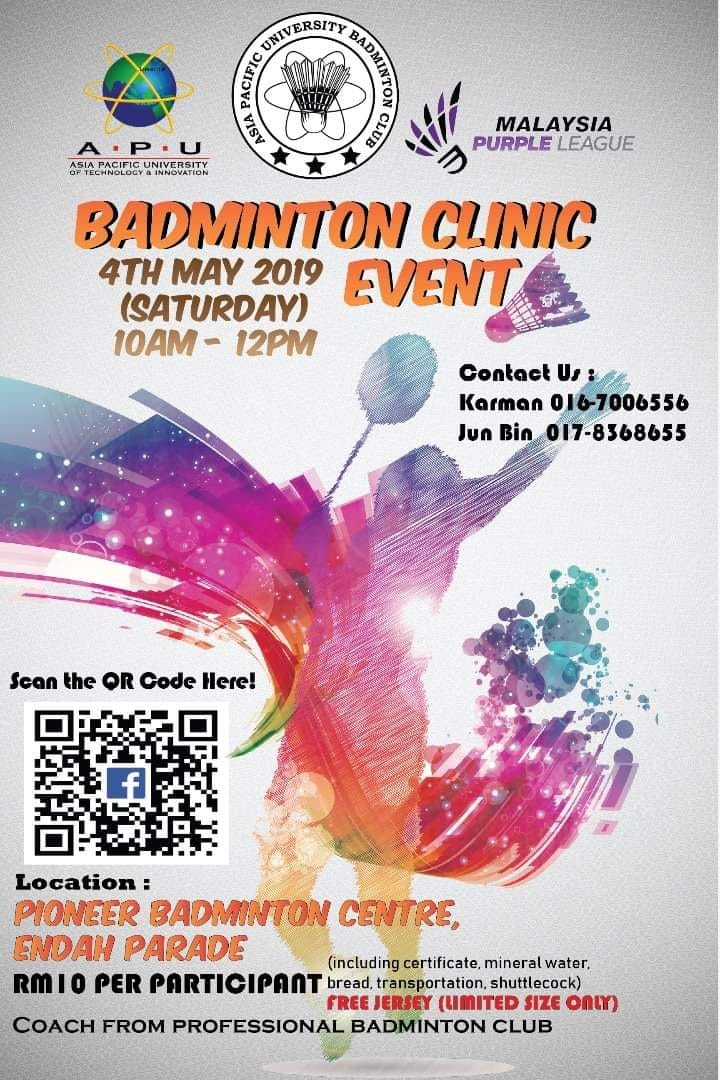 A·P·U
ASIA PACIFIC UNIVERSITY
OF TECHNOLOGY & INNOVATION
ASIA PACIFIC UNIVERSITY BADMINTON CLUB
MALAYSIA
PURPLE LEAGUE
BADMINTON CLINIC
EVENT
4TH MAY 2019
(SATURDAY)
10AM - 12PM
Contact Us :
Karman 016-7006556
Jun Bin 017-8368655
Scan the QR Code Here!
f
Location :
PIONEER BADMINTON CENTRE,
ENDAH PARADE
RM10 PER PARTICIPANT
(including certificate, mineral water,
bread, transportation, shuttlecock)
FREE JERSEY (LIMITED SIZE ONLY)
COACH FROM PROFESSIONAL BADMINTON CLUB